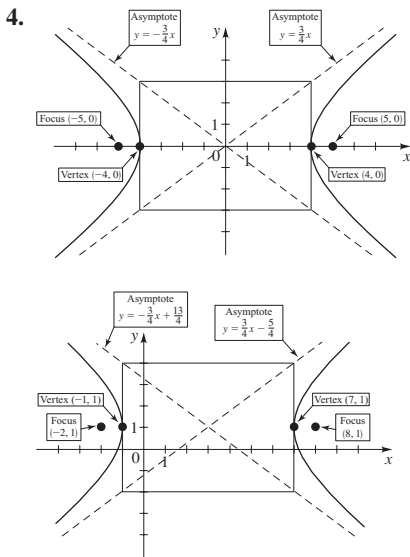 4.
Asymptote
y = −3/4 x
Asymptote
y = 3/4 x
y
Focus (−5, 0)
Focus (5, 0)
1
0
1
x
Vertex (−4, 0)
Vertex (4, 0)
Asymptote
y = −3/4 x + 13/4
Asymptote
y = 3/4 x − 5/4
y
Vertex (−1, 1)
Vertex (7, 1)
Focus
(−2, 1)
1
Focus
(8, 1)
0
1
x